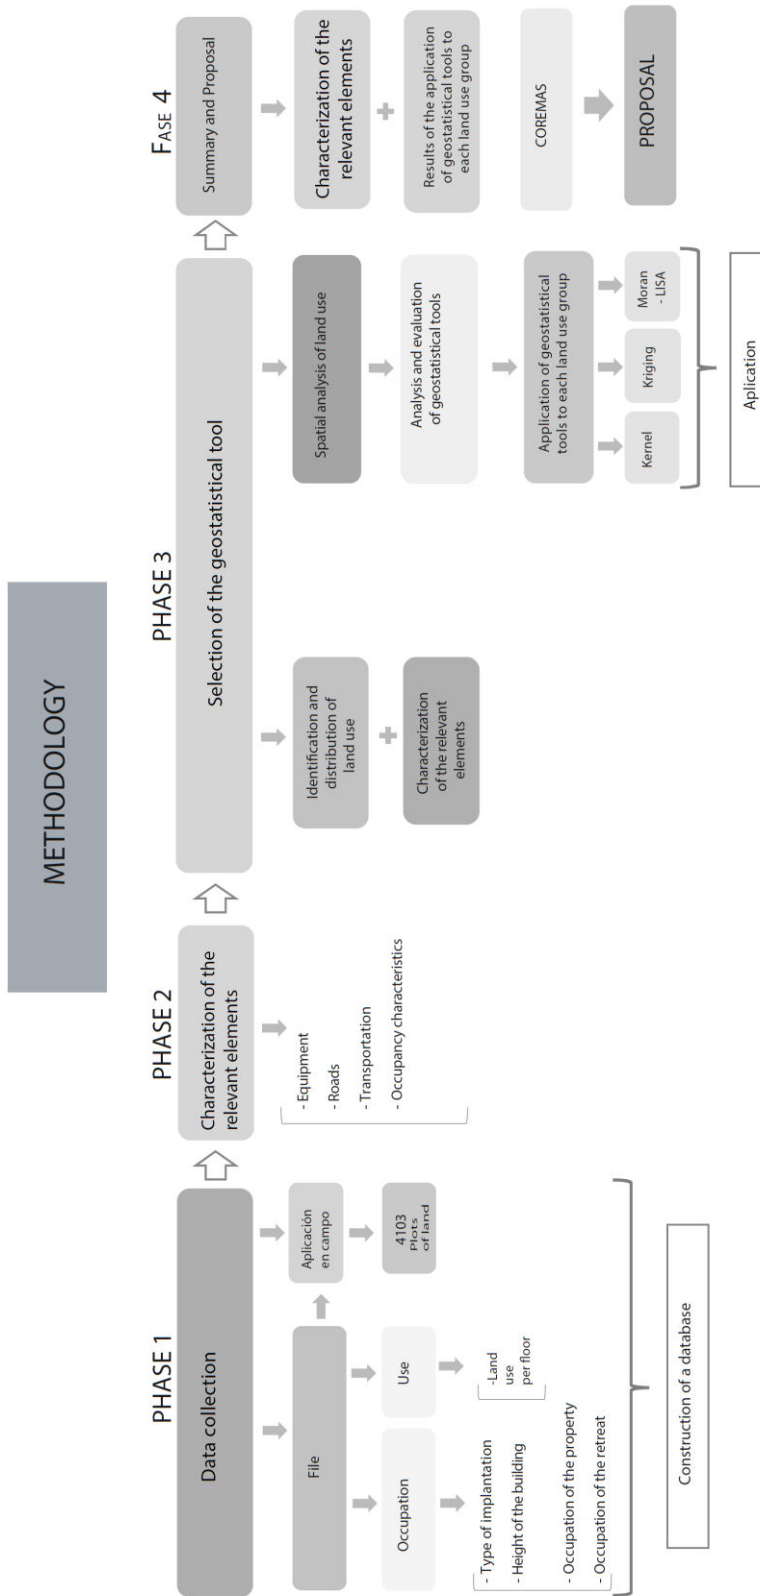 METHODOLOGY
PHASE 1
Data collection
File
Aplicación
en campo
4103
Plots
of land
Occupation
Use
- Type of implantation
- Height of the building
- Occupation of the property
- Occupation of the retreat
-Land
use
per floor
Construction of a database
PHASE 2
Characterization of the
relevant elements
- Equipment
- Roads
- Transportation
- Occupancy characteristics
PHASE 3
Selection of the geostatistical tool
Identification and
distribution of
land use
+
Characterization
of the relevant
elements
Spatial analysis of land use
Analysis and evaluation
of geostatistical tools
Application of geostatistical
tools to each land use group
Kernel
Kriging
Moran
- LISA
Aplication
FASE 4
Summary and Proposal
Characterization of the
relevant elements
+
Results of the application
of geostatistical tools to
each land use group
COREMAS
PROPOSAL